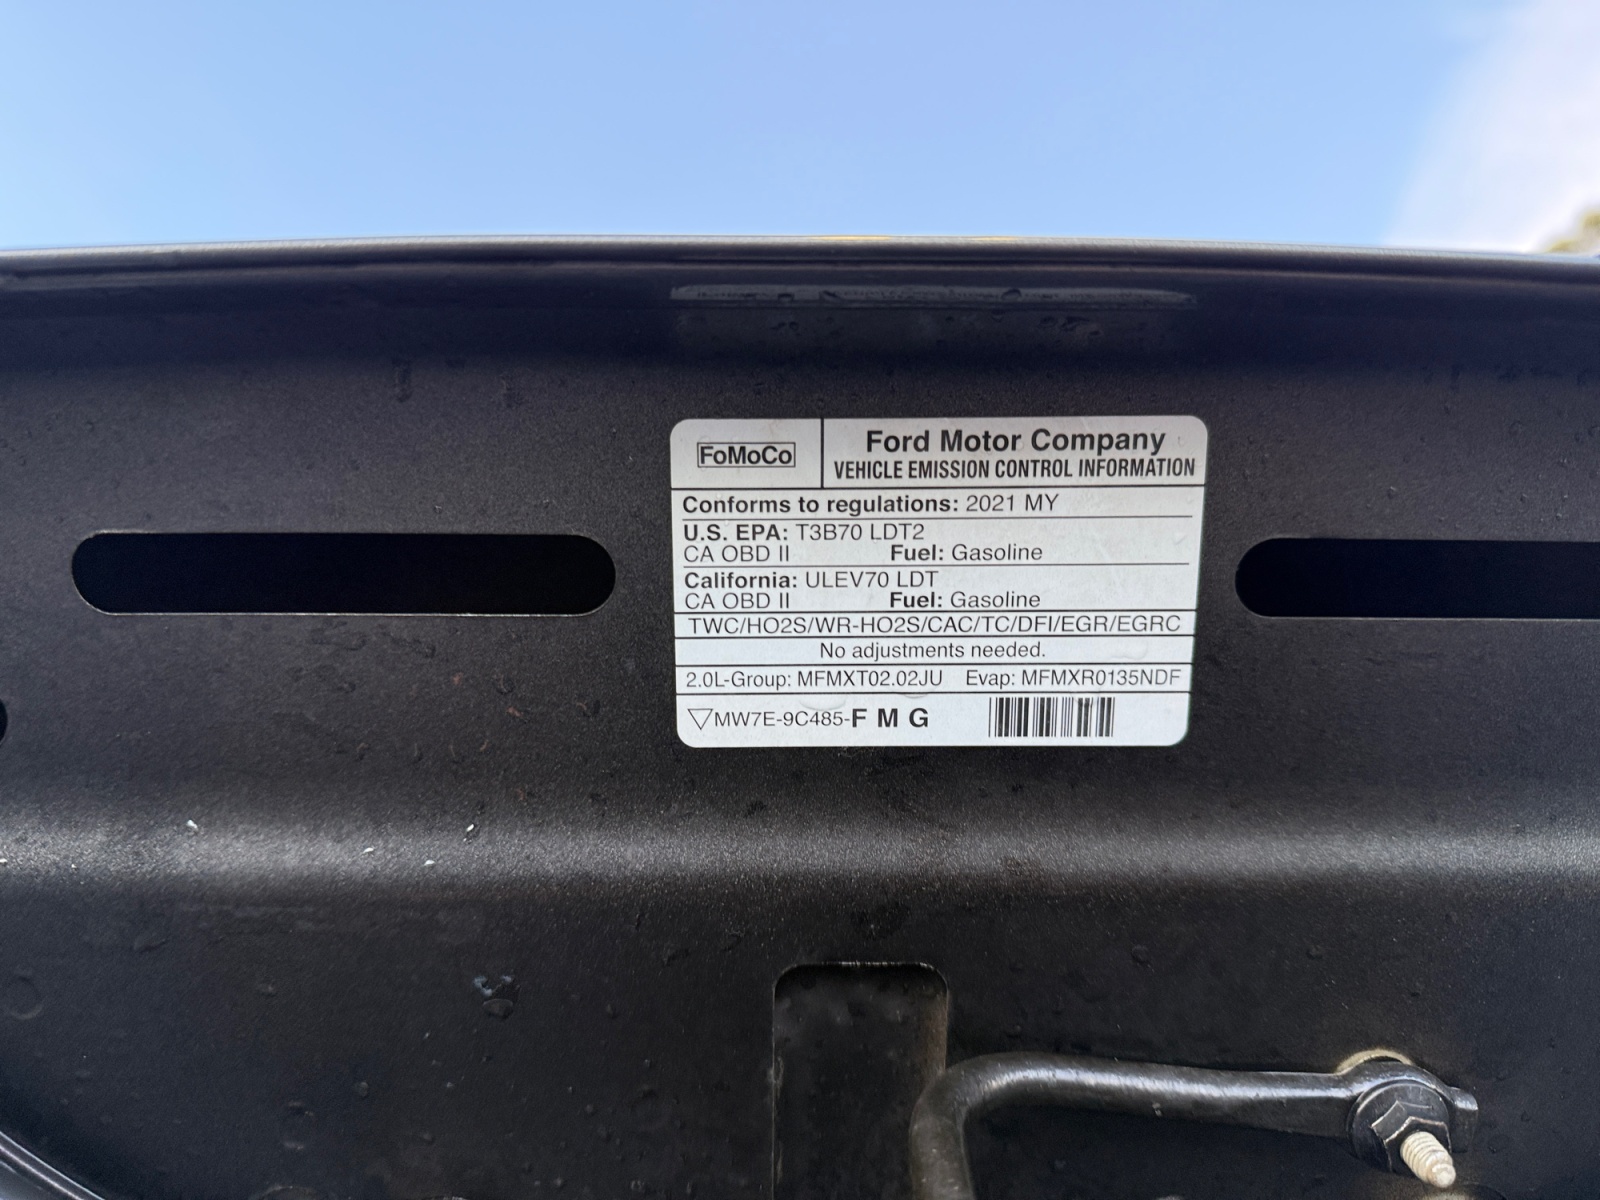 FoMoCo
Ford Motor Company
VEHICLE EMISSION CONTROL INFORMATION
Conforms to regulations: 2021 MY
U.S. EPA: T3B70 LDT2
CA OBD II Fuel: Gasoline
California: ULEV70 LDT
CA OBD II Fuel: Gasoline
TWC/HO2S/WR-HO2S/CAC/TC/DFI/EGR/EGRC
No adjustments needed.
2.0L-Group: MFMXT02.02JU Evap: MFMXR0135NDF
MW7E-9C485-F M G